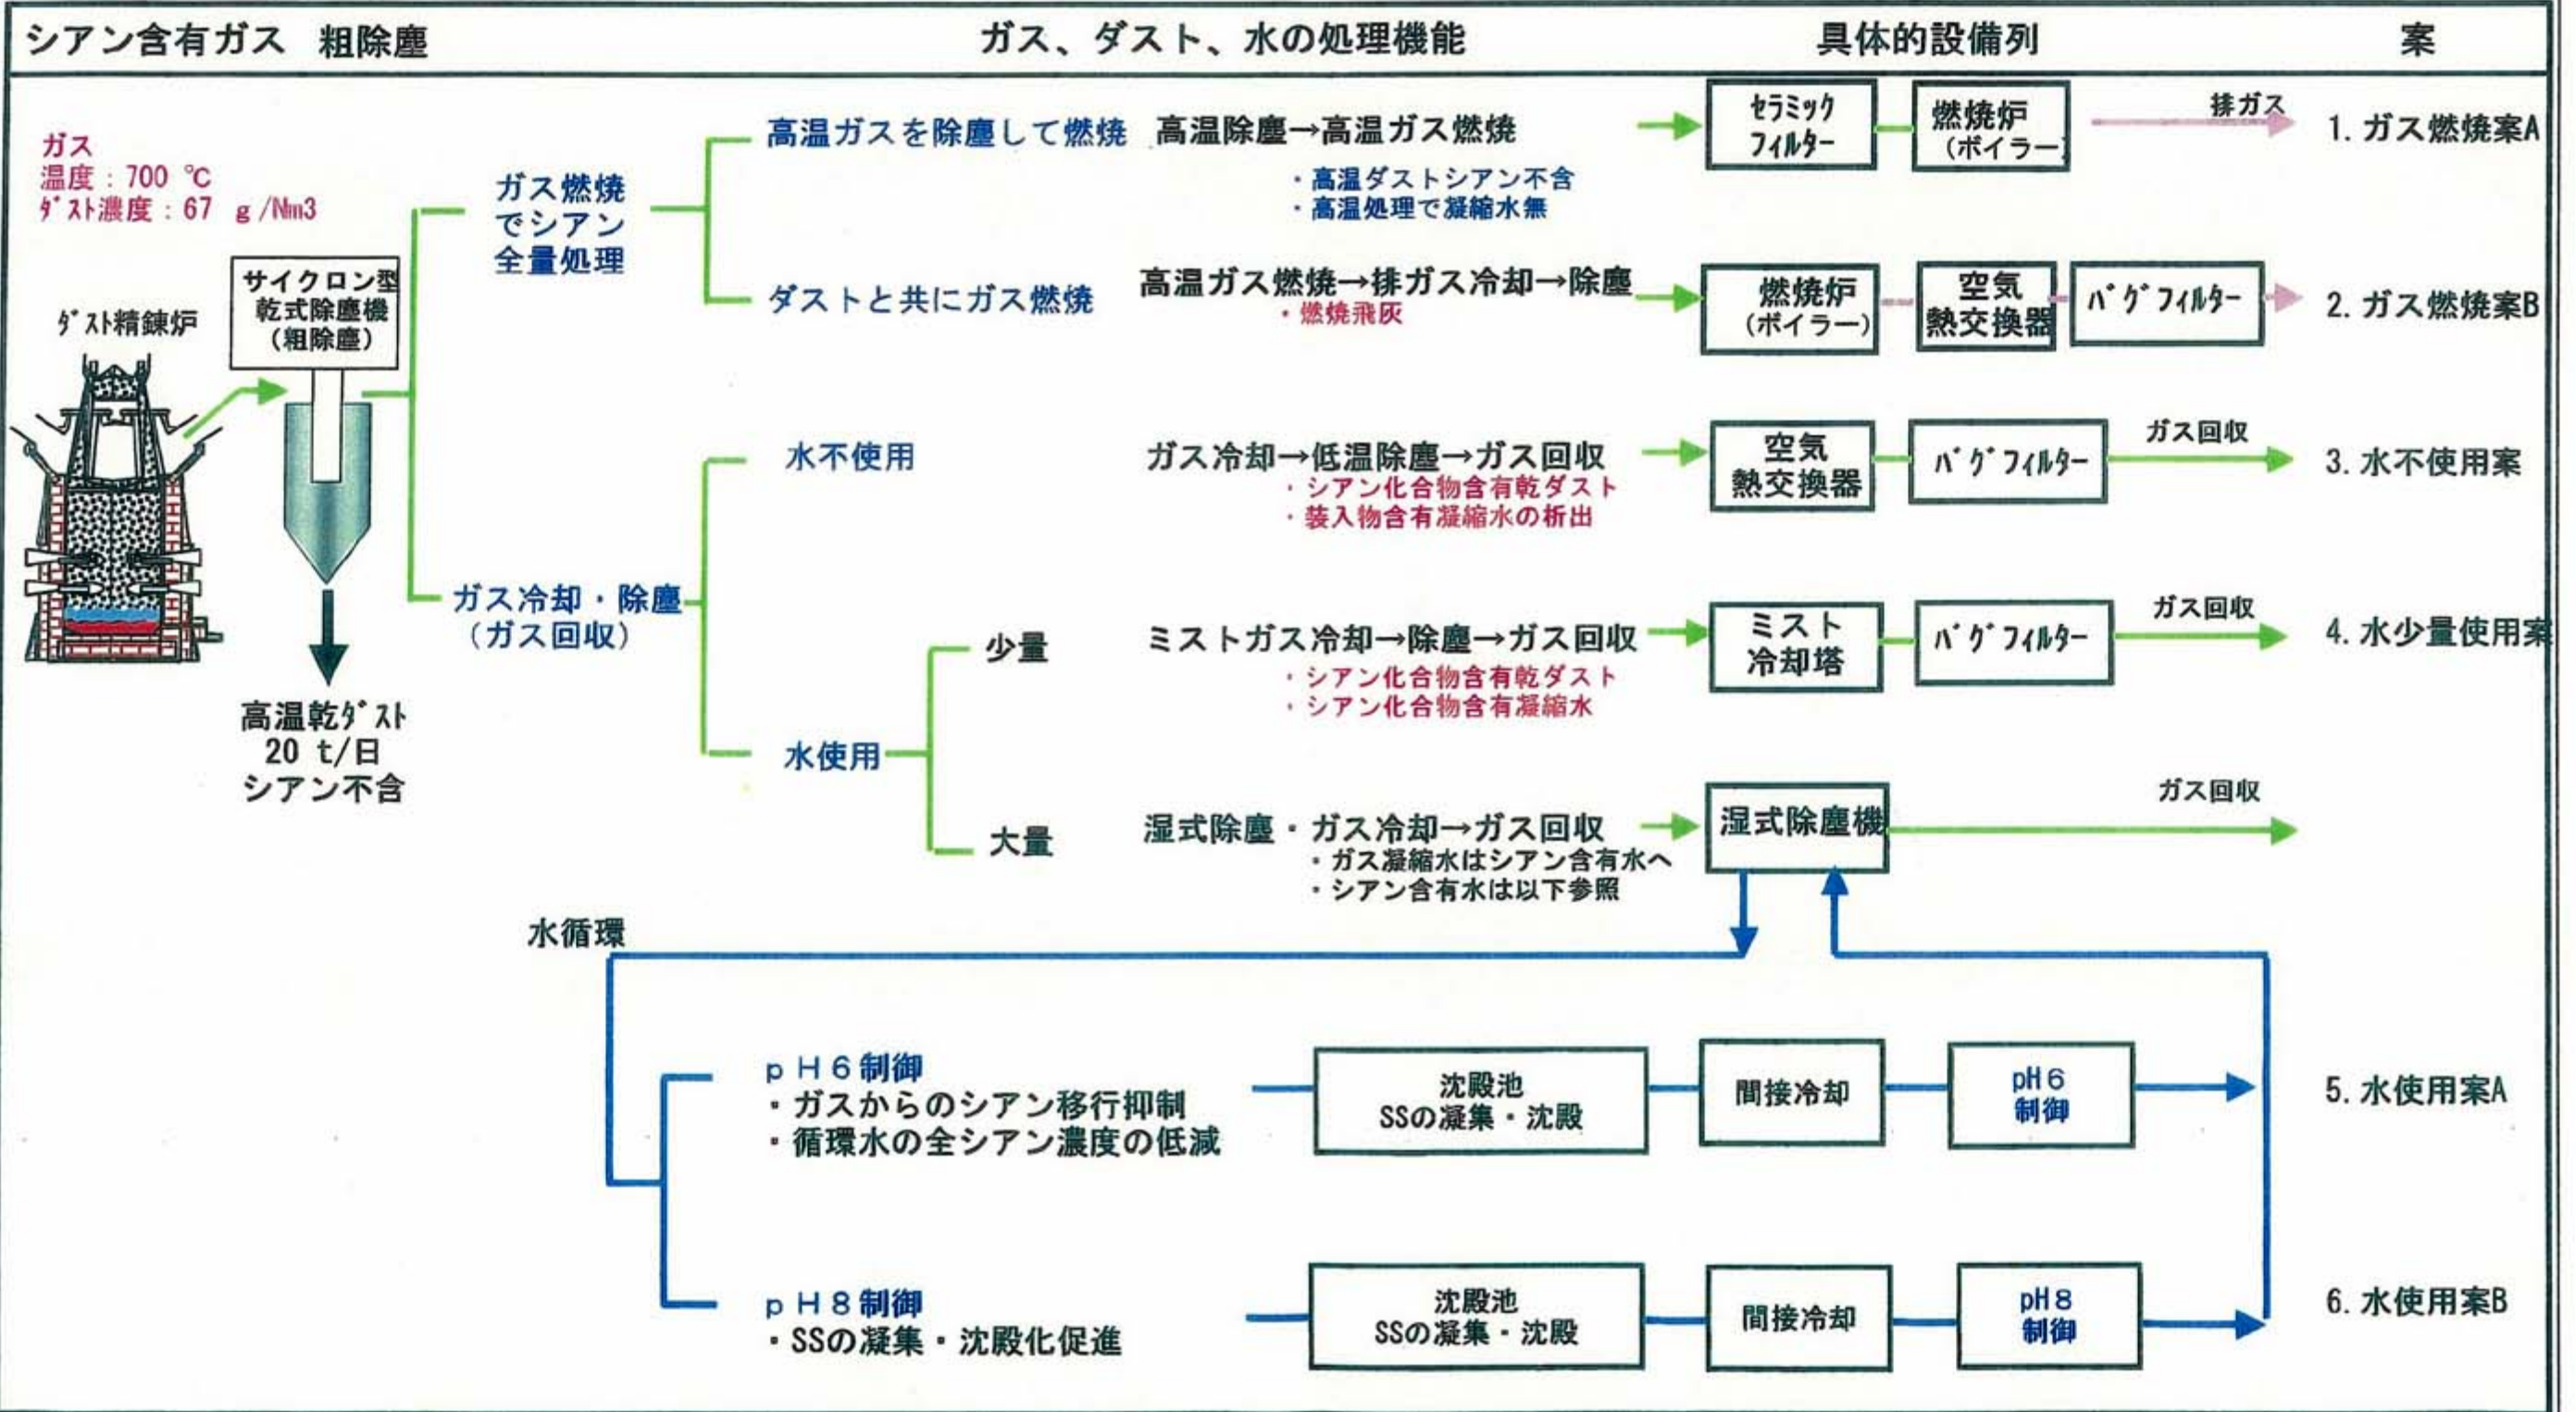 シアン含有ガス 粗除塵 ガス、ダスト、水の処理機能 具体的設備列 案
ガス
温度：700 ℃
ﾀﾞｽﾄ濃度：67 g/Nm3
サイクロン型
乾式除塵機
(粗除塵)
ﾀﾞｽﾄ精錬炉
高温乾ﾀﾞｽﾄ
20 t/日
シアン不含
ガス燃焼
でシアン
全量処理
高温ガスを除塵して燃焼
高温除塵→高温ガス燃焼
・高温ダストシアン不含
・高温処理で凝縮水無
セラミック
フィルター
燃焼炉
(ボイラー)
排ガス
1. ガス燃焼案A
ダストと共にガス燃焼
高温ガス燃焼→排ガス冷却→除塵
・燃焼飛灰
燃焼炉
(ボイラー)
空気
熱交換器
ﾊﾞｸﾞﾌｨﾙﾀｰ
2. ガス燃焼案B
ガス冷却・除塵
(ガス回収)
水不使用
ガス冷却→低温除塵→ガス回収
・シアン化合物含有乾ダスト
・装入物含有凝縮水の析出
空気
熱交換器
ﾊﾞｸﾞﾌｨﾙﾀｰ
ガス回収
3. 水不使用案
水使用
少量
ミストガス冷却→除塵→ガス回収
・シアン化合物含有乾ダスト
・シアン化合物含有凝縮水
ミスト
冷却塔
ﾊﾞｸﾞﾌｨﾙﾀｰ
ガス回収
4. 水少量使用案
大量
湿式除塵・ガス冷却→ガス回収
・ガス凝縮水はシアン含有水へ
・シアン含有水は以下参照
湿式除塵機
ガス回収
水循環
ｐＨ６制御
・ガスからのシアン移行抑制
・循環水の全シアン濃度の低減
沈殿池
SSの凝集・沈殿
間接冷却
pH６
制御
5. 水使用案A
ｐＨ８制御
・SSの凝集・沈殿化促進
沈殿池
SSの凝集・沈殿
間接冷却
pH８
制御
6. 水使用案B